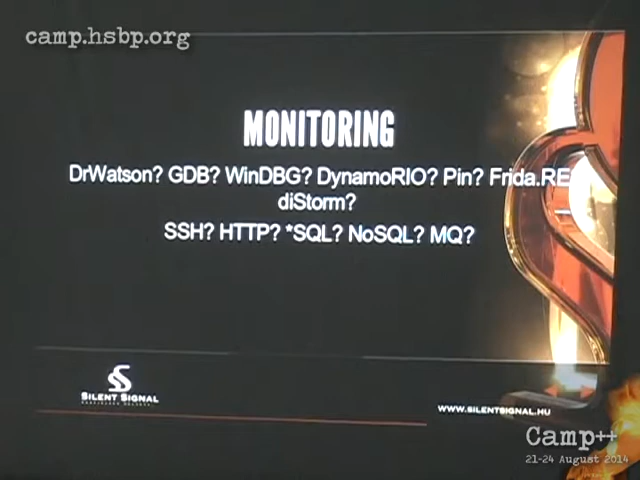 camp.hsbp.org
MONITORING
DrWatson? GDB? WinDBG? DynamoRIO? Pin? Frida.RE
diStorm?
SSH? HTTP? *SQL? NoSQL? MQ?
SILENT SIGNAL
WWW.SILENTSIGNAL.HU
Camp++
21-24 August 2014